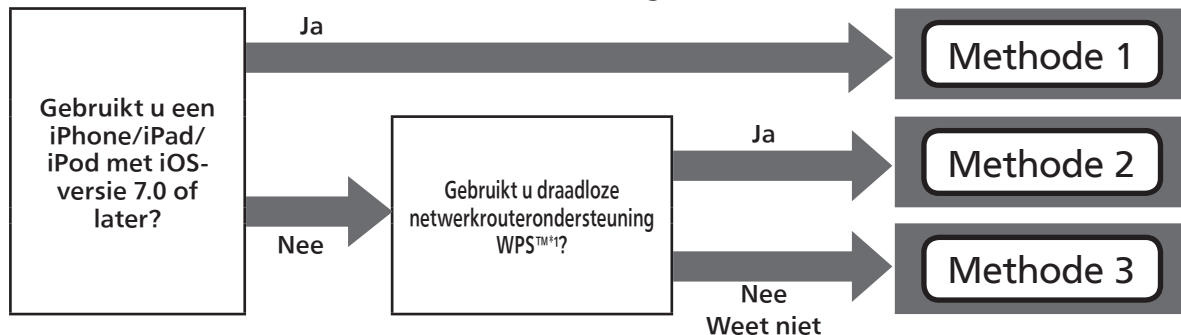 Ja
Methode 1
Gebruikt u een
iPhone/iPad/
iPod met iOS-
versie 7.0 of
later?
Nee
Gebruikt u draadloze
netwerkrouterondersteuning
WPS™*1?
Ja
Methode 2
Nee
Weet niet
Methode 3